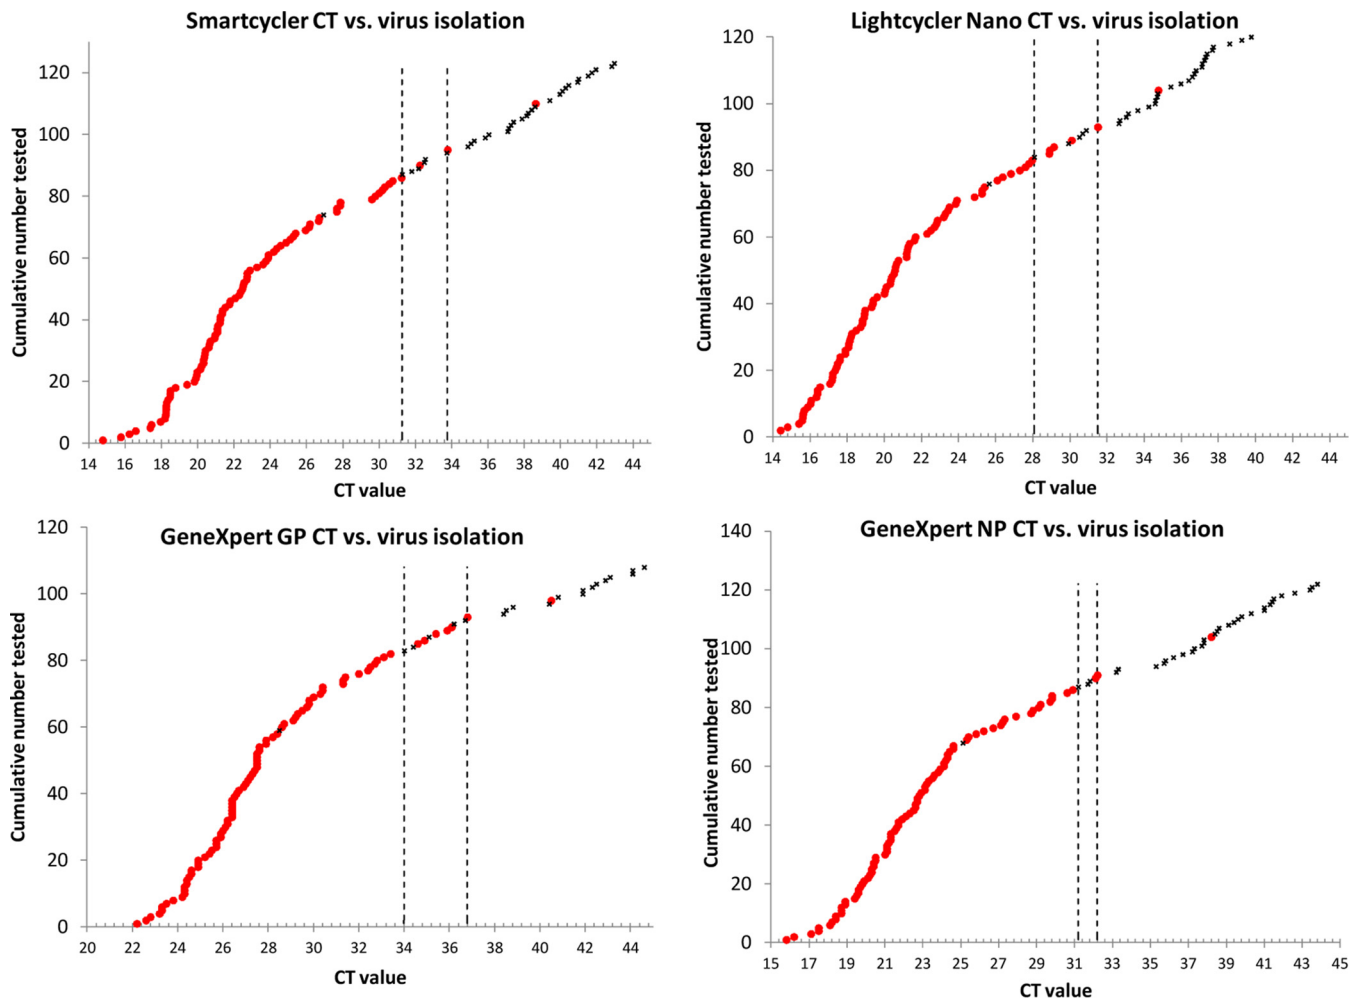 Smartcycler CT vs. virus isolation
Cumulative number tested
120
100
80
60
40
20
0
14 16 18 20 22 24 26 28 30 32 34 36 38 40 42 44
CT value
Lightcycler Nano CT vs. virus isolation
Cumulative number tested
120
100
80
60
40
20
0
14 16 18 20 22 24 26 28 30 32 34 36 38 40 42 44
CT value
GeneXpert GP CT vs. virus isolation
Cumulative number tested
120
100
80
60
40
20
0
20 22 24 26 28 30 32 34 36 38 40 42 44
CT value
GeneXpert NP CT vs. virus isolation
Cumulative number tested
140
120
100
80
60
40
20
0
15 17 19 21 23 25 27 29 31 33 35 37 39 41 43 45
CT value